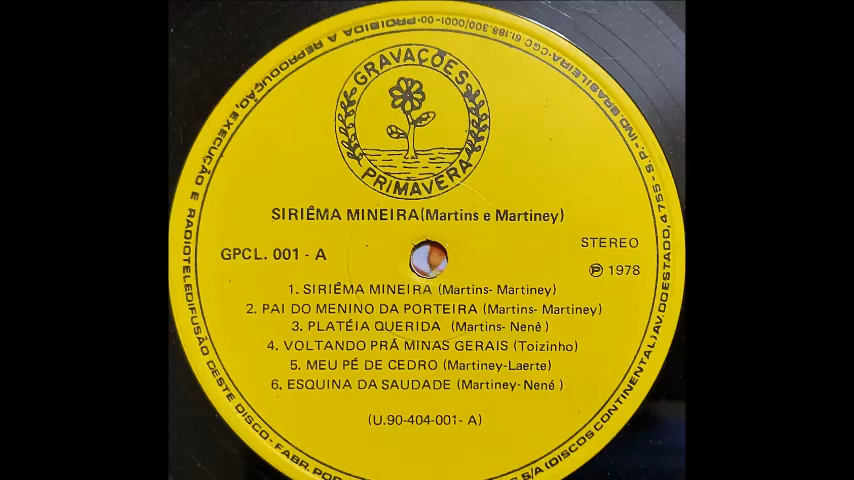 GRAVAÇÕES
PRIMAVERA
SIRIÊMA MINEIRA (Martins e Martiney)
GPCL. 001 - A
STEREO
Ⓟ 1978
1. SIRIÊMA MINEIRA (Martins- Martiney)
2. PAI DO MENINO DA PORTEIRA (Martins- Martiney)
3. PLATÉIA QUERIDA (Martins- Nenê)
4. VOLTANDO PRÁ MINAS GERAIS (Toizinho)
5. MEU PÉ DE CEDRO (Martiney-Laerte)
6. ESQUINA DA SAUDADE (Martiney- Nené )
(U.90-404-001- A)
S/A (DISCOS CONTINENTAL) AV. DO ESTADO, 4755 - S.P. - IND. BRASILEIRA - CGC 61.188.300/0001-00 - PROIBIDA A REPRODUÇÃO, EXECUÇÃO E RADIOTELEDIFUSÃO DESTE DISCO - FABR. POR